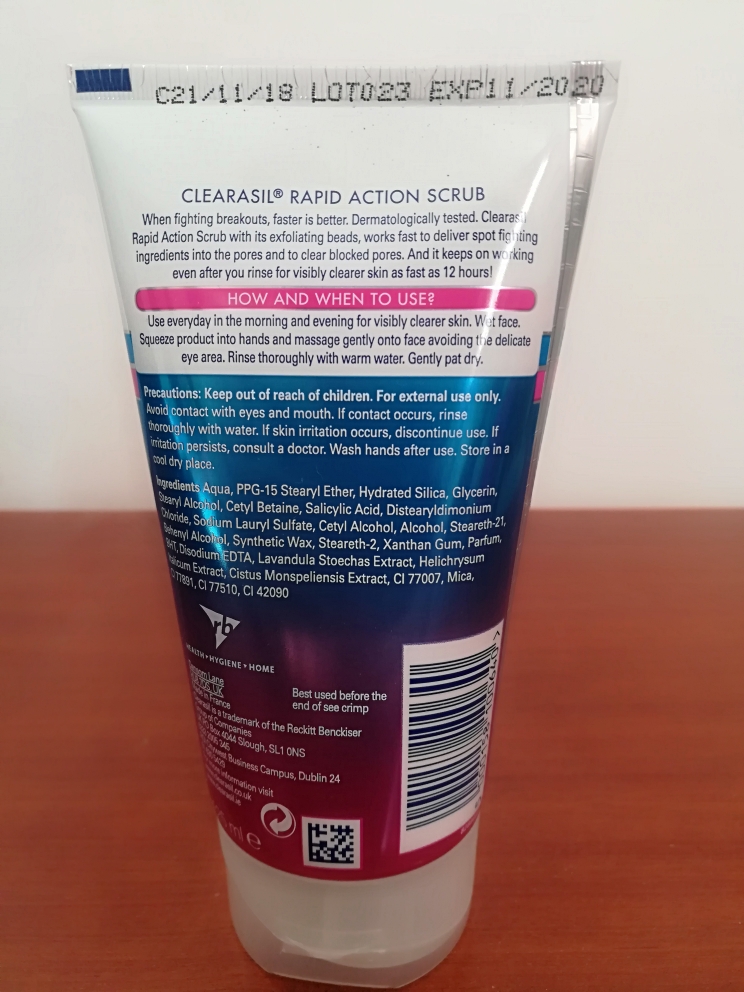 C21/11/18 LOT023 EXP11/2020
CLEARASIL® RAPID ACTION SCRUB
When fighting breakouts, faster is better. Dermatologically tested. Clearasil
Rapid Action Scrub with its exfoliating beads, works fast to deliver spot fighting
ingredients into the pores and to clear blocked pores. And it keeps on working
even after you rinse for visibly clearer skin as fast as 12 hours!
HOW AND WHEN TO USE?
Use everyday in the morning and evening for visibly clearer skin. Wet face.
Squeeze product into hands and massage gently onto face avoiding the delicate
eye area. Rinse thoroughly with warm water. Gently pat dry.
Precautions: Keep out of reach of children. For external use only.
Avoid contact with eyes and mouth. If contact occurs, rinse
thoroughly with water. If skin irritation occurs, discontinue use. If
irritation persists, consult a doctor. Wash hands after use. Store in a
cool dry place.
Ingredients Aqua, PPG-15 Stearyl Ether, Hydrated Silica, Glycerin,
Stearyl Alcohol, Cetyl Betaine, Salicylic Acid, Distearyldimonium
Chloride, Sodium Lauryl Sulfate, Cetyl Alcohol, Alcohol, Steareth-21,
Behenyl Alcohol, Synthetic Wax, Steareth-2, Xanthan Gum, Parfum,
BHT, Disodium EDTA, Lavandula Stoechas Extract, Helichrysum
Italicum Extract, Cistus Monspeliensis Extract, CI 77007, Mica,
CI 77891, CI 77510, CI 42090
rb
HEALTH • HYGIENE • HOME
Lane
UK
Made in France
Best used before the
end of see crimp
is a trademark of the Reckitt Benckiser
of Companies
PO Box 4044 Slough, SL1 0NS
345
Business Campus, Dublin 24
information visit
ml e